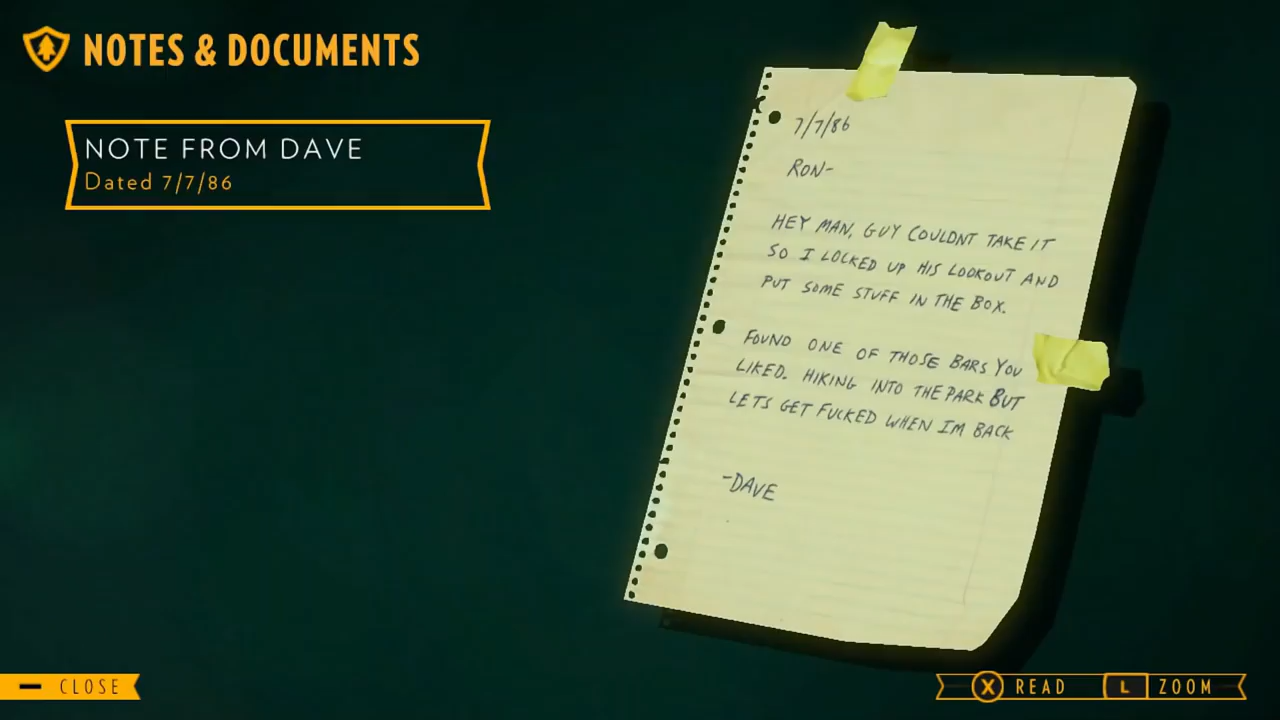 NOTES & DOCUMENTS
NOTE FROM DAVE
Dated 7/7/86
7/7/86
RON-
HEY MAN, GUY COULDNT TAKE IT
SO I LOCKED UP HIS LOOKOUT AND
PUT SOME STUFF IN THE BOX.
FOUND ONE OF THOSE BARS YOU
LIKED. HIKING INTO THE PARK BUT
LETS GET FUCKED WHEN IM BACK
-DAVE
CLOSE
X READ L ZOOM